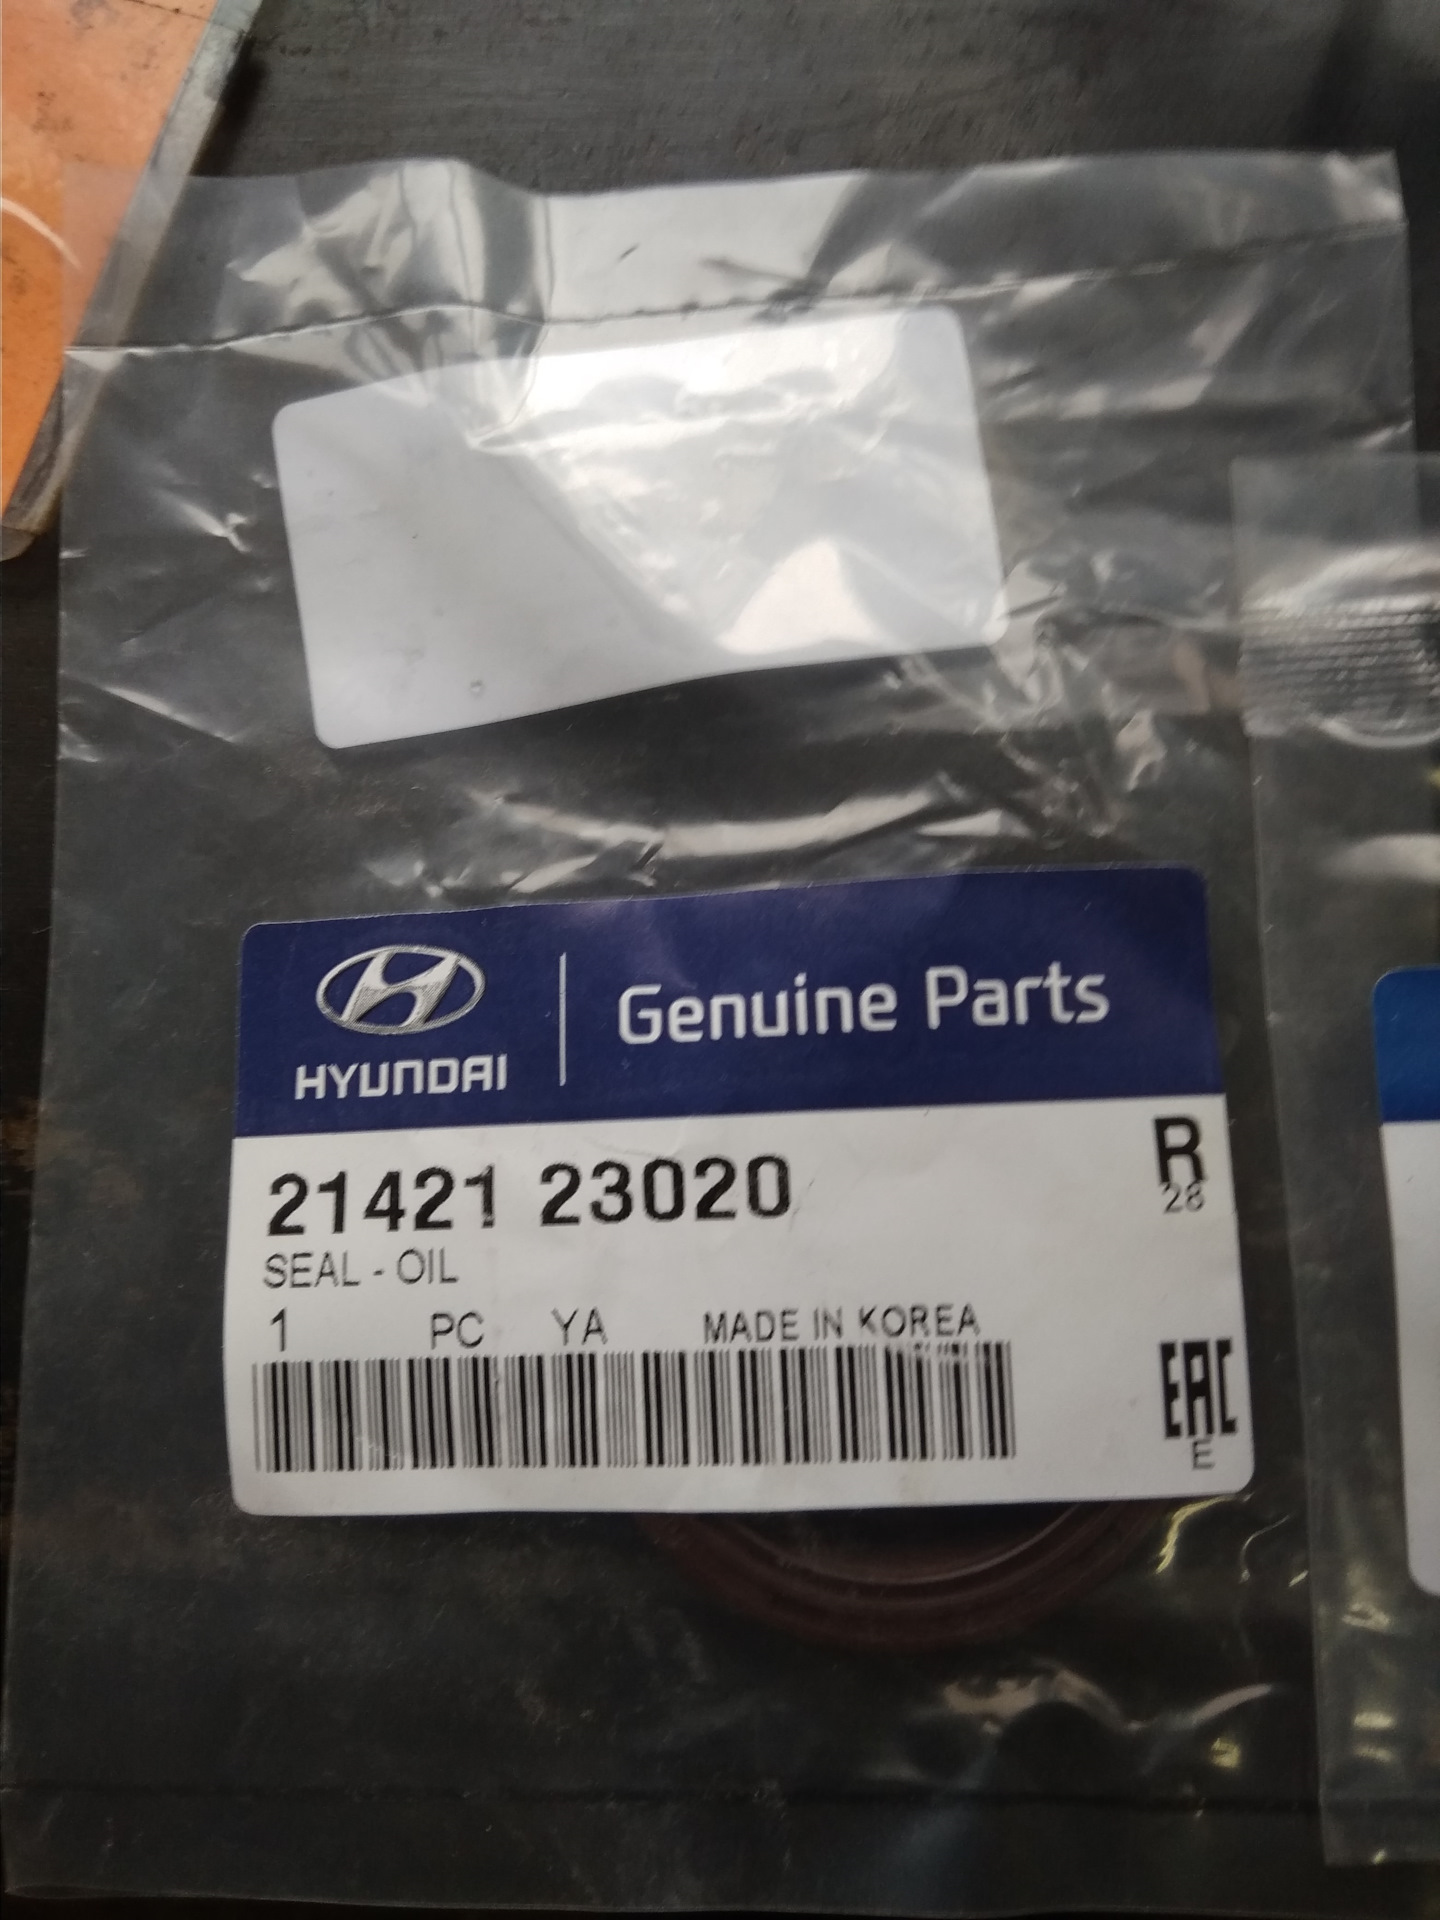 HYUNDAI
Genuine Parts
21421 23020
R
28
SEAL - OIL
1 PC YA MADE IN KOREA
EAC
E